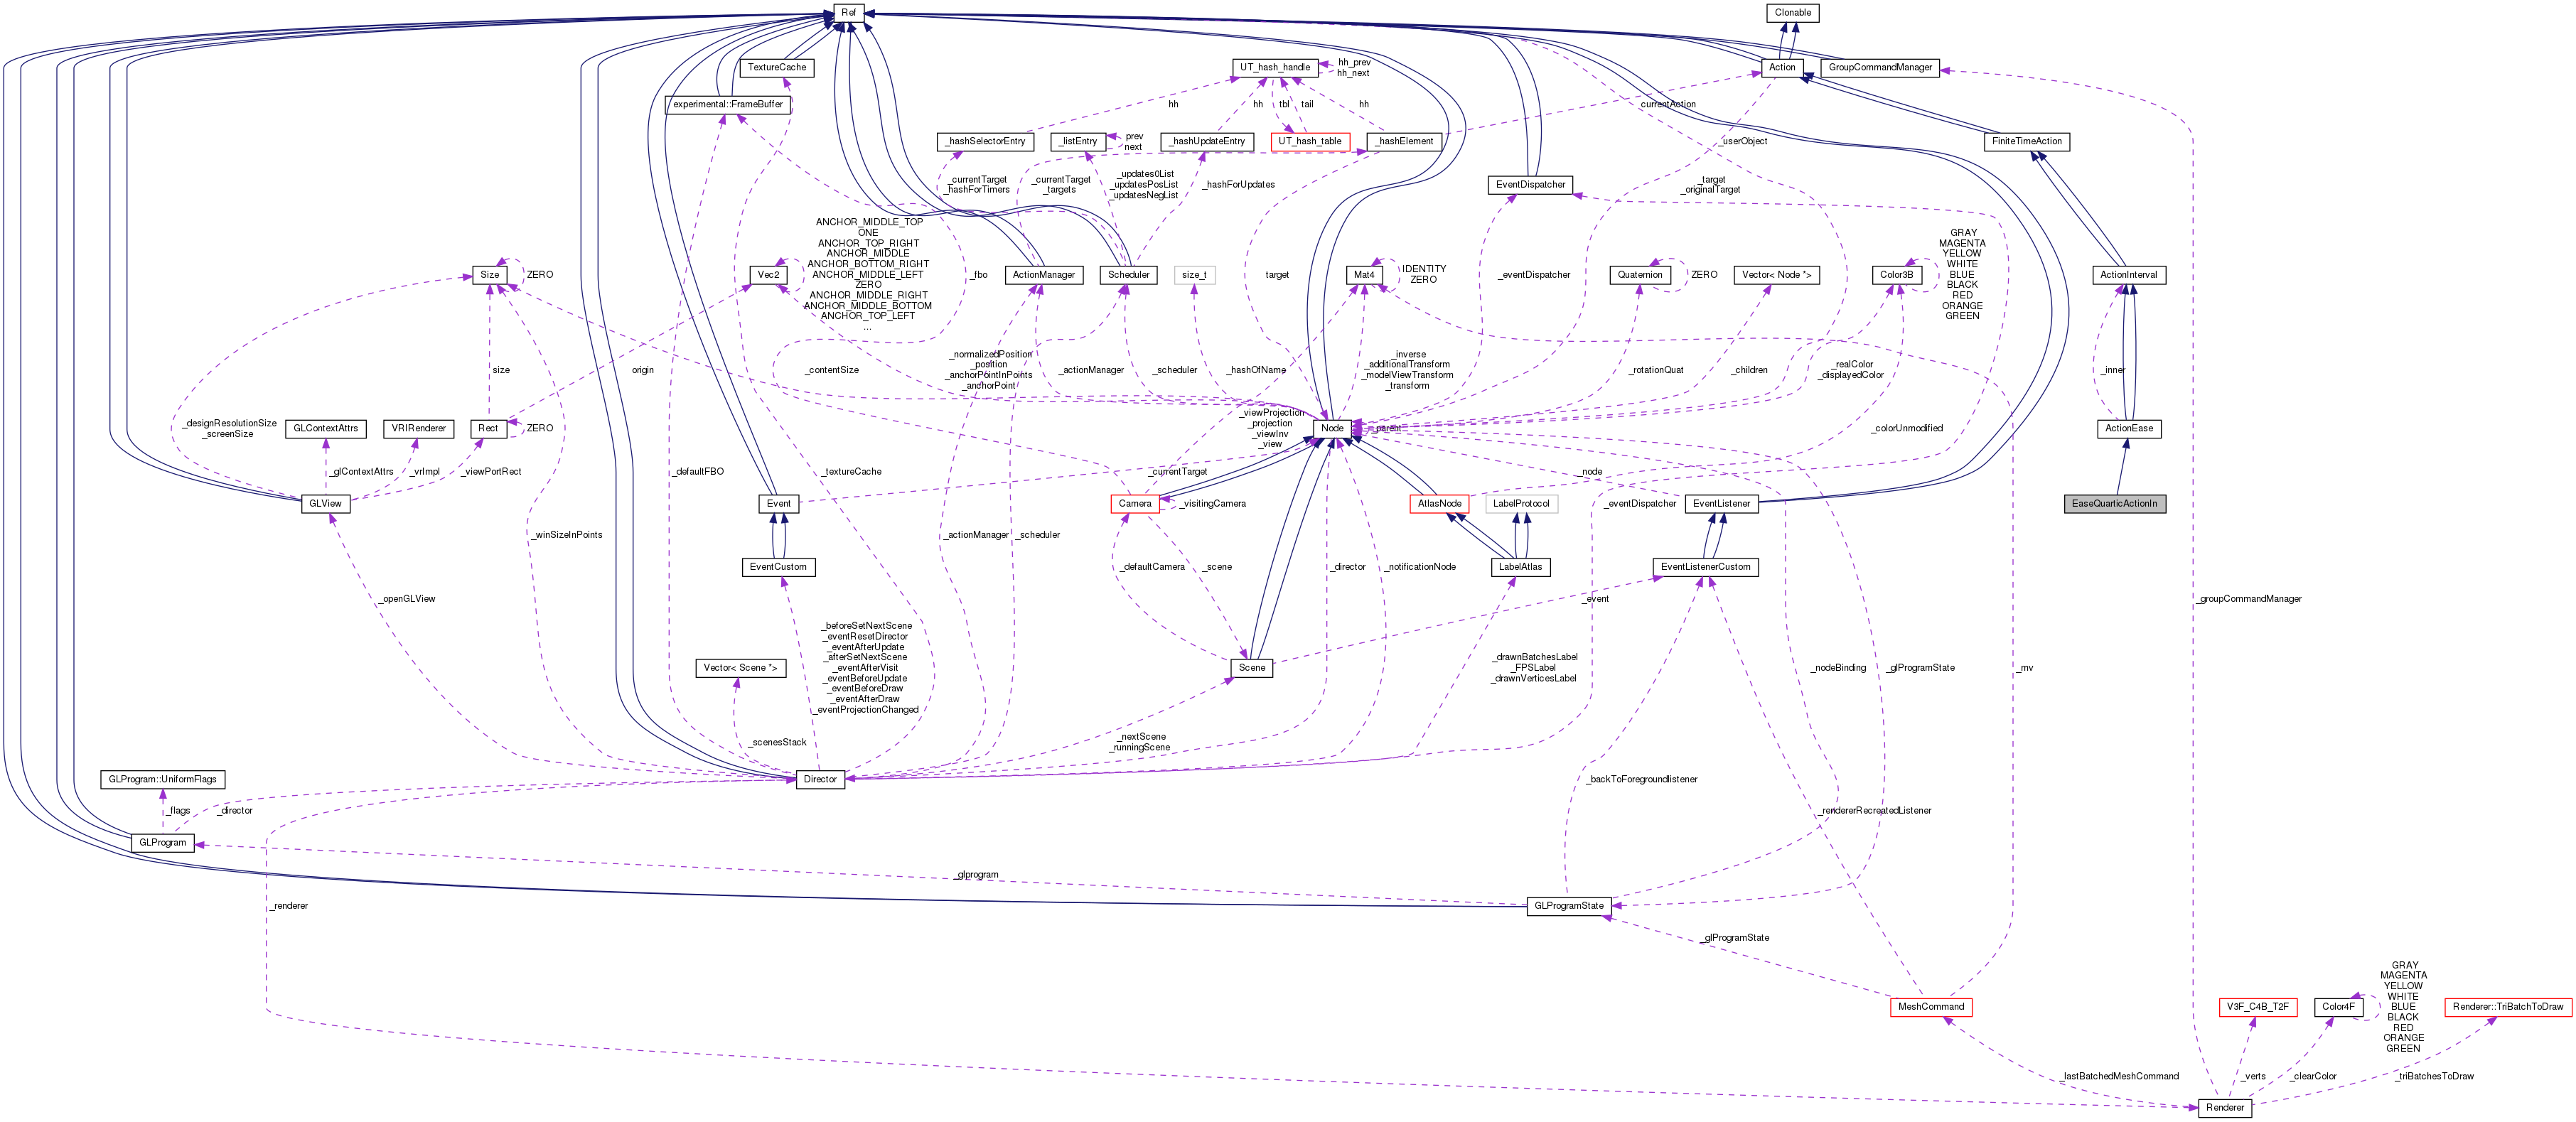 Ref
Clonable
TextureCache
UT_hash_handle
hh_prev
hh_next
Action
GroupCommandManager
experimental::FrameBuffer
hh
hh
tbl
tail
hh
currentAction
_hashSelectorEntry
_listEntry
prev
next
_hashUpdateEntry
UT_hash_table
_hashElement
_userObject
FiniteTimeAction
_currentTarget
_hashForTimers
_currentTarget
_targets
_updates0List
_updatesPosList
_updatesNegList
_hashForUpdates
EventDispatcher
_target
_originalTarget
ANCHOR_MIDDLE_TOP
ONE
ANCHOR_TOP_RIGHT
ANCHOR_MIDDLE
ANCHOR_BOTTOM_RIGHT
ANCHOR_MIDDLE_LEFT
ZERO
ANCHOR_MIDDLE_RIGHT
ANCHOR_MIDDLE_BOTTOM
ANCHOR_TOP_LEFT
...
GRAY
MAGENTA
YELLOW
WHITE
BLUE
BLACK
RED
ORANGE
GREEN
Size
ZERO
Vec2
_fbo
ActionManager
Scheduler
size_t
target
Mat4
IDENTITY
ZERO
_eventDispatcher
Quaternion
ZERO
Vector< Node *>
Color3B
ActionInterval
size
origin
_contentSize
_normalizedPosition
_position
_anchorPointInPoints
_anchorPoint
_actionManager
_scheduler
_hashOfName
_inverse
_additionalTransform
_modelViewTransform
_transform
_rotationQuat
_children
_realColor
_displayedColor
_inner
_designResolutionSize
_screenSize
GLContextAttrs
VRIRenderer
Rect
ZERO
_viewProjection
_projection
_viewInv
_view
Node
_parent
_colorUnmodified
ActionEase
_glContextAttrs
_vrImpl
_viewPortRect
_defaultFBO
_textureCache
_currentTarget
_node
GLView
Event
Camera
_visitingCamera
AtlasNode
LabelProtocol
_eventDispatcher
EventListener
EaseQuarticActionIn
_winSizeInPoints
_actionManager
_scheduler
EventCustom
_defaultCamera
_scene
_director
_notificationNode
LabelAtlas
EventListenerCustom
_openGLView
_event
_groupCommandManager
_beforeSetNextScene
_eventResetDirector
_eventAfterUpdate
_afterSetNextScene
_eventAfterVisit
_eventBeforeUpdate
_eventBeforeDraw
_eventAfterDraw
_eventProjectionChanged
Vector< Scene *>
Scene
_drawnBatchesLabel
_FPSLabel
_drawnVerticesLabel
_nodeBinding
_glProgramState
_mv
_scenesStack
_nextScene
_runningScene
GLProgram::UniformFlags
Director
_backToForegroundlistener
_flags
_director
_rendererRecreatedListener
GLProgram
_glprogram
_renderer
GLProgramState
_glProgramState
GRAY
MAGENTA
YELLOW
WHITE
BLUE
BLACK
RED
ORANGE
GREEN
MeshCommand
V3F_C4B_T2F
Color4F
Renderer::TriBatchToDraw
_lastBatchedMeshCommand
_verts
_clearColor
_triBatchesToDraw
Renderer